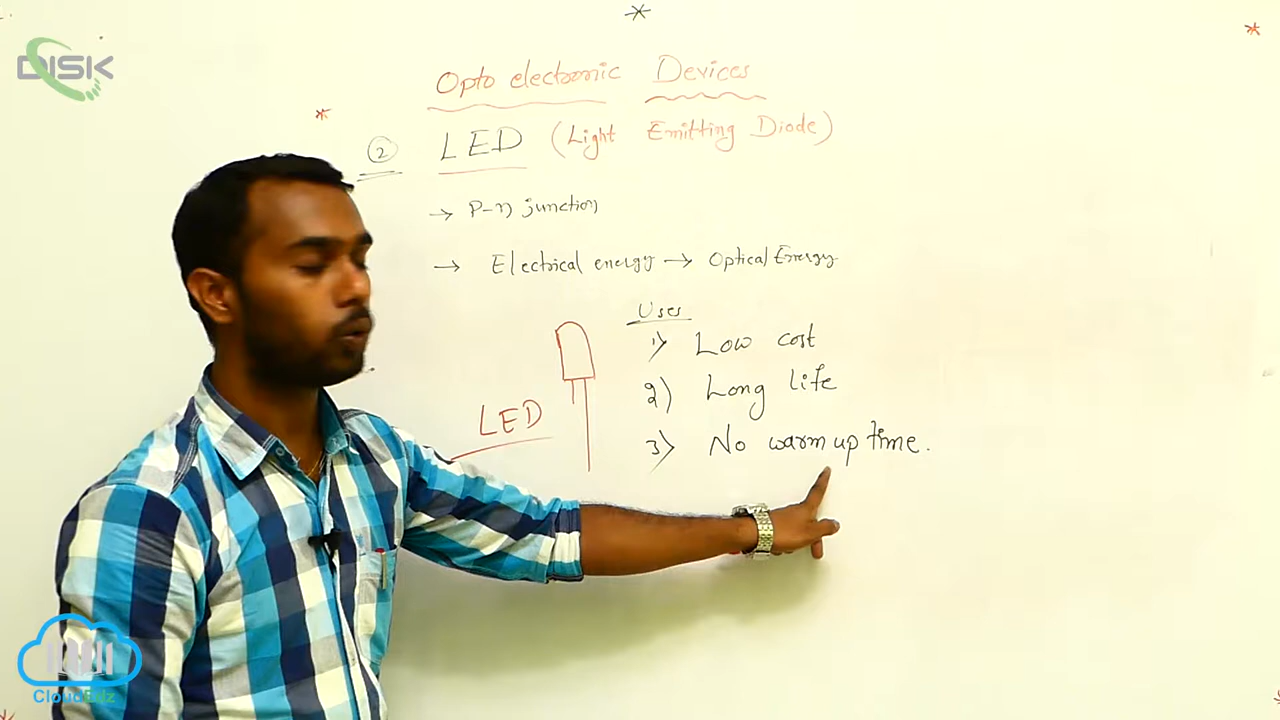 DISK
Opto electronic Devices
② LED (Light Emitting Diode)
→ P-n junction
→ Electrical energy → Optical Energy
Uses
1) Low cost
2) Long life
3) No warm up time.
LED
CloudEdz